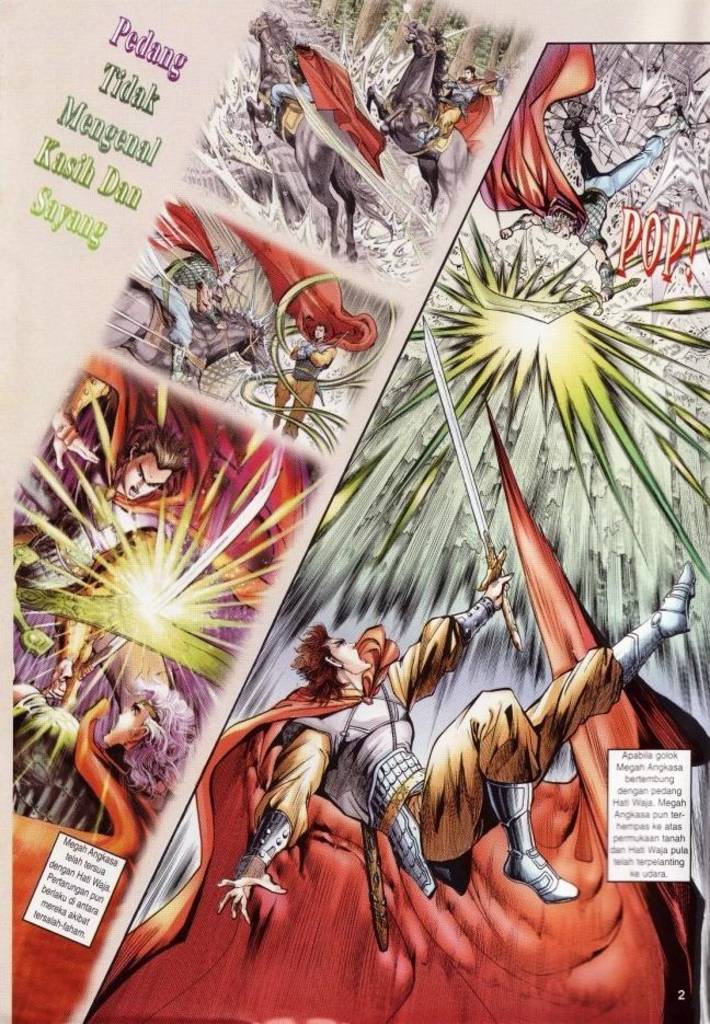 Pedang
Tidak
Mengenal
Kasih Dan
Sayang
POP!
Megah Angkasa
telah tersua
dengan Hati Waja.
Pertarungan pun
berlaku di antara
mereka akibat
tersalah-faham.
Apabila golok
Megah Angkasa
bertembung
dengan pedang
Hati Waja. Megah
Angkasa pun ter-
hempas ke atas
permukaan tanah
dan Hati Waja pula
telah terpelanting
ke udara.
2